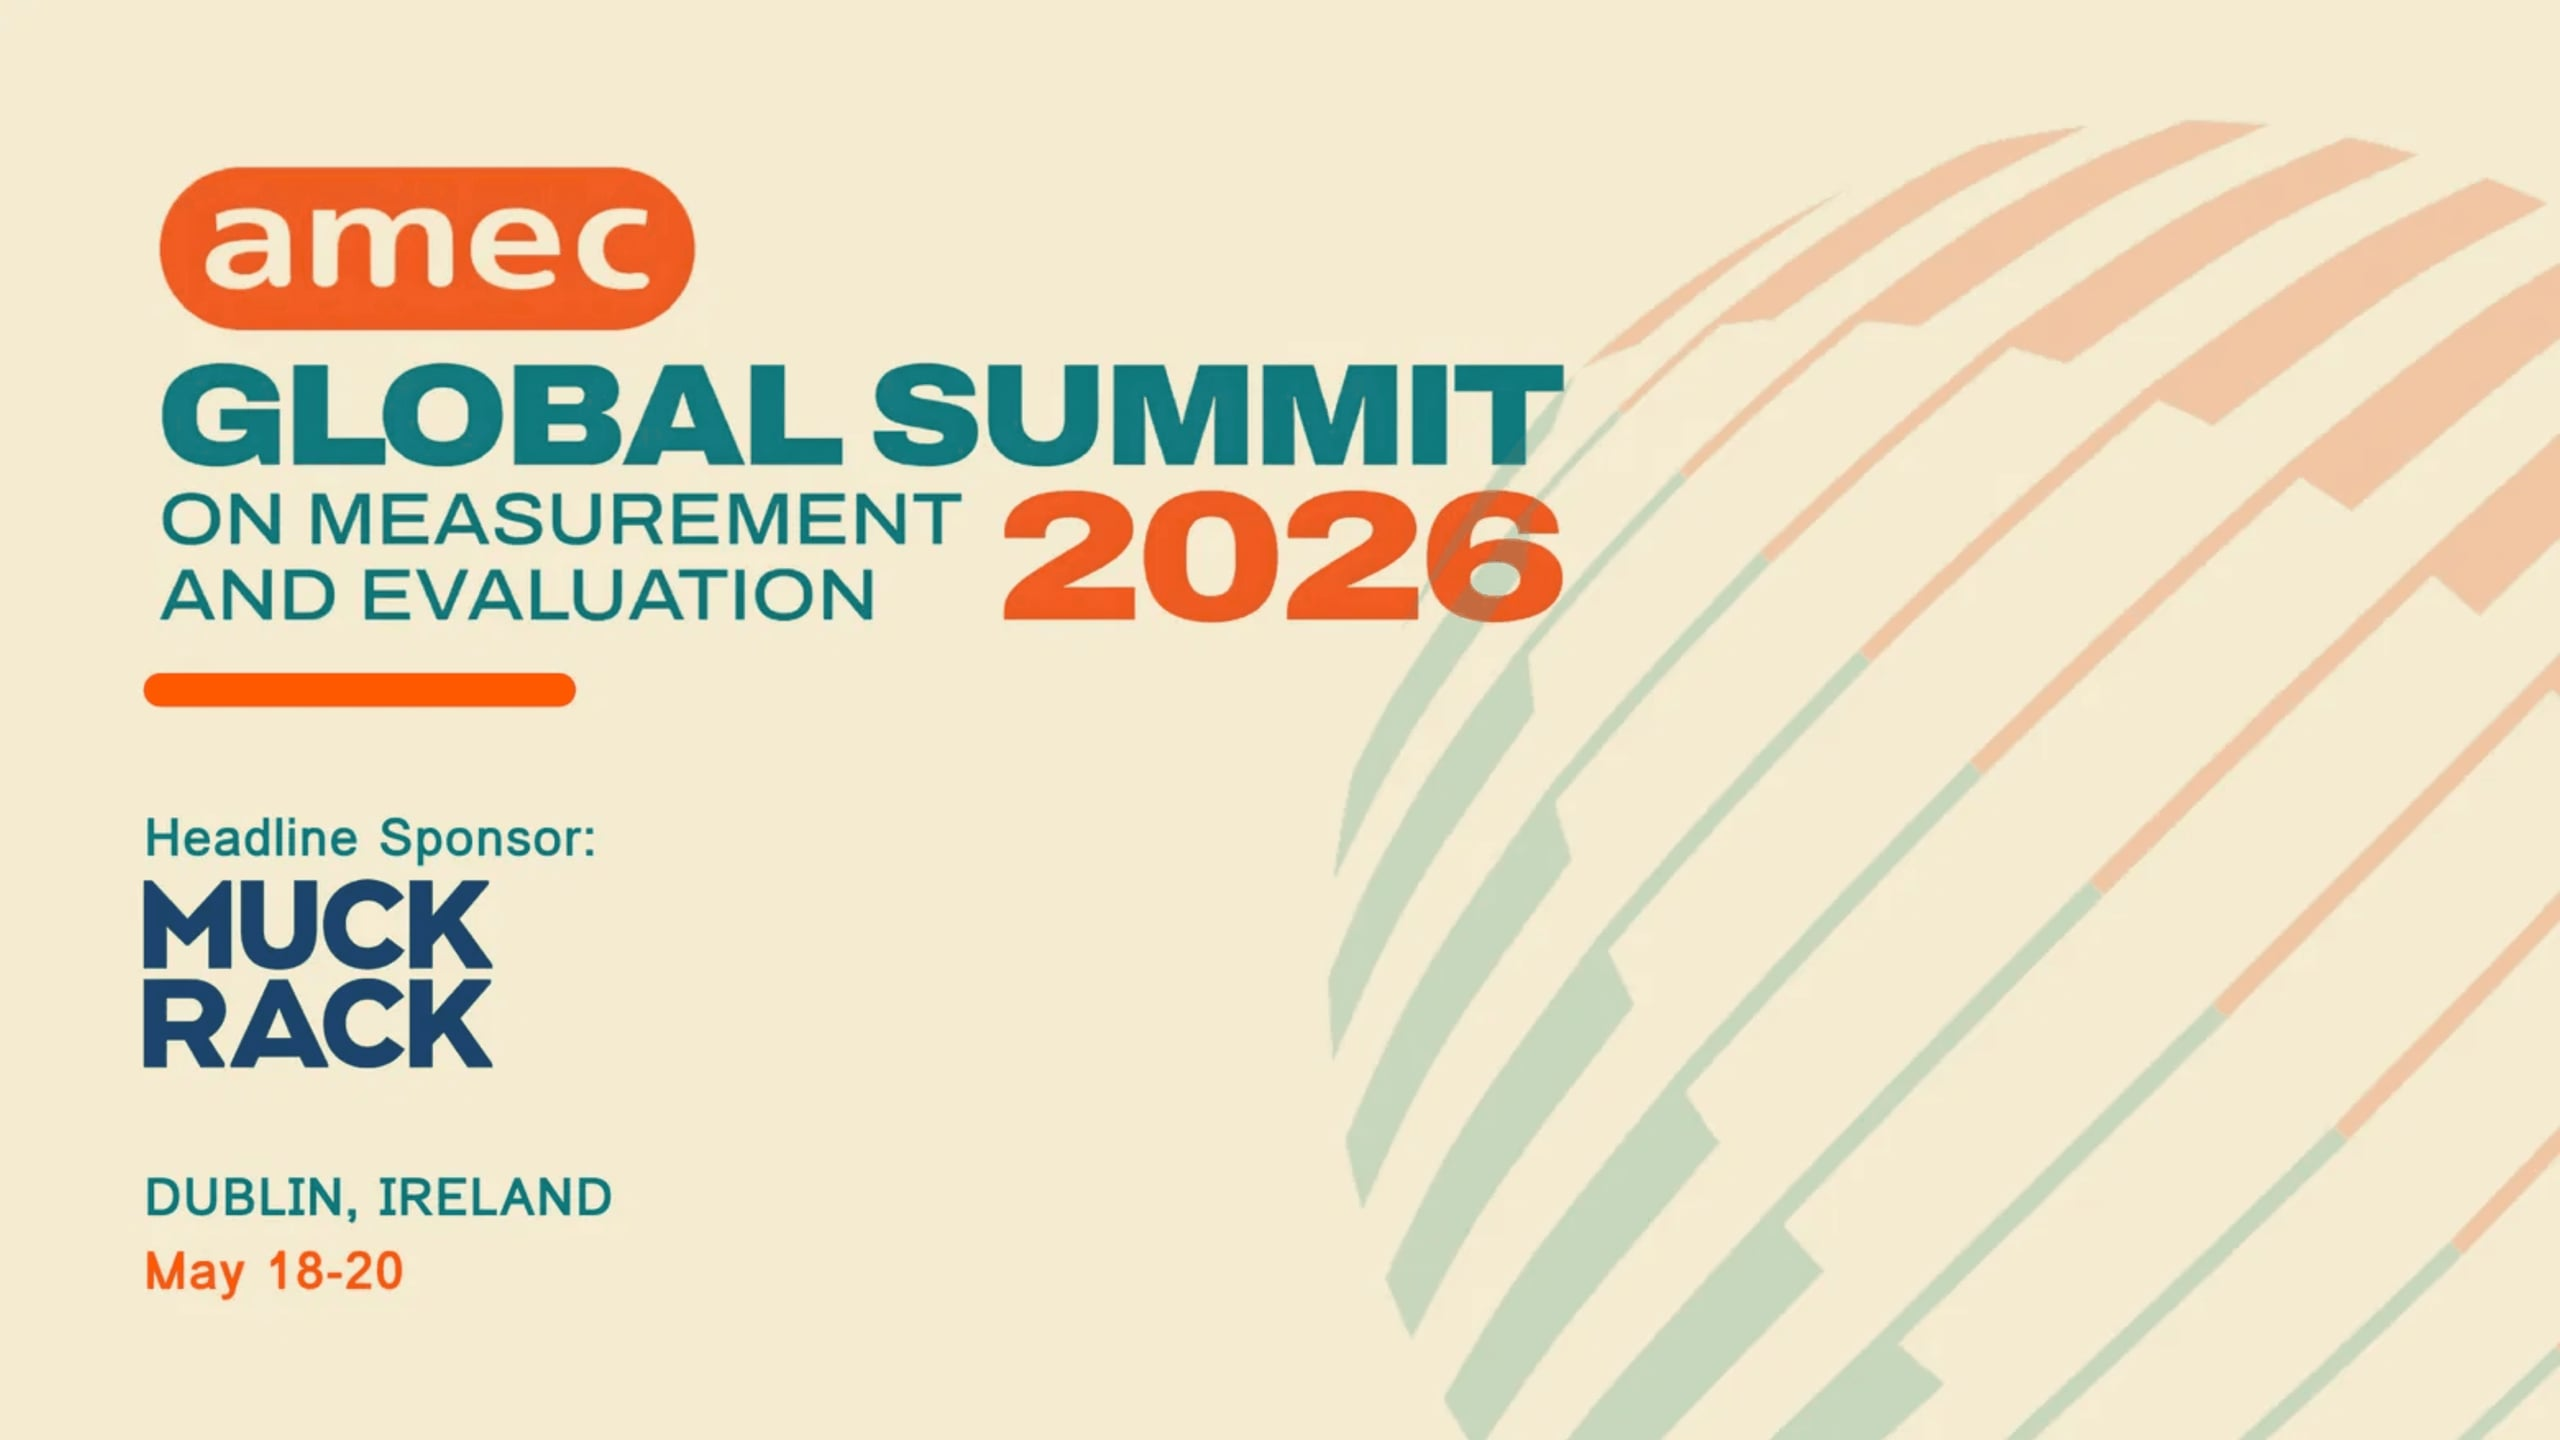 amec
GLOBAL SUMMIT
ON MEASUREMENT
AND EVALUATION
2026
Headline Sponsor:
MUCK
RACK
DUBLIN, IRELAND
May 18-20